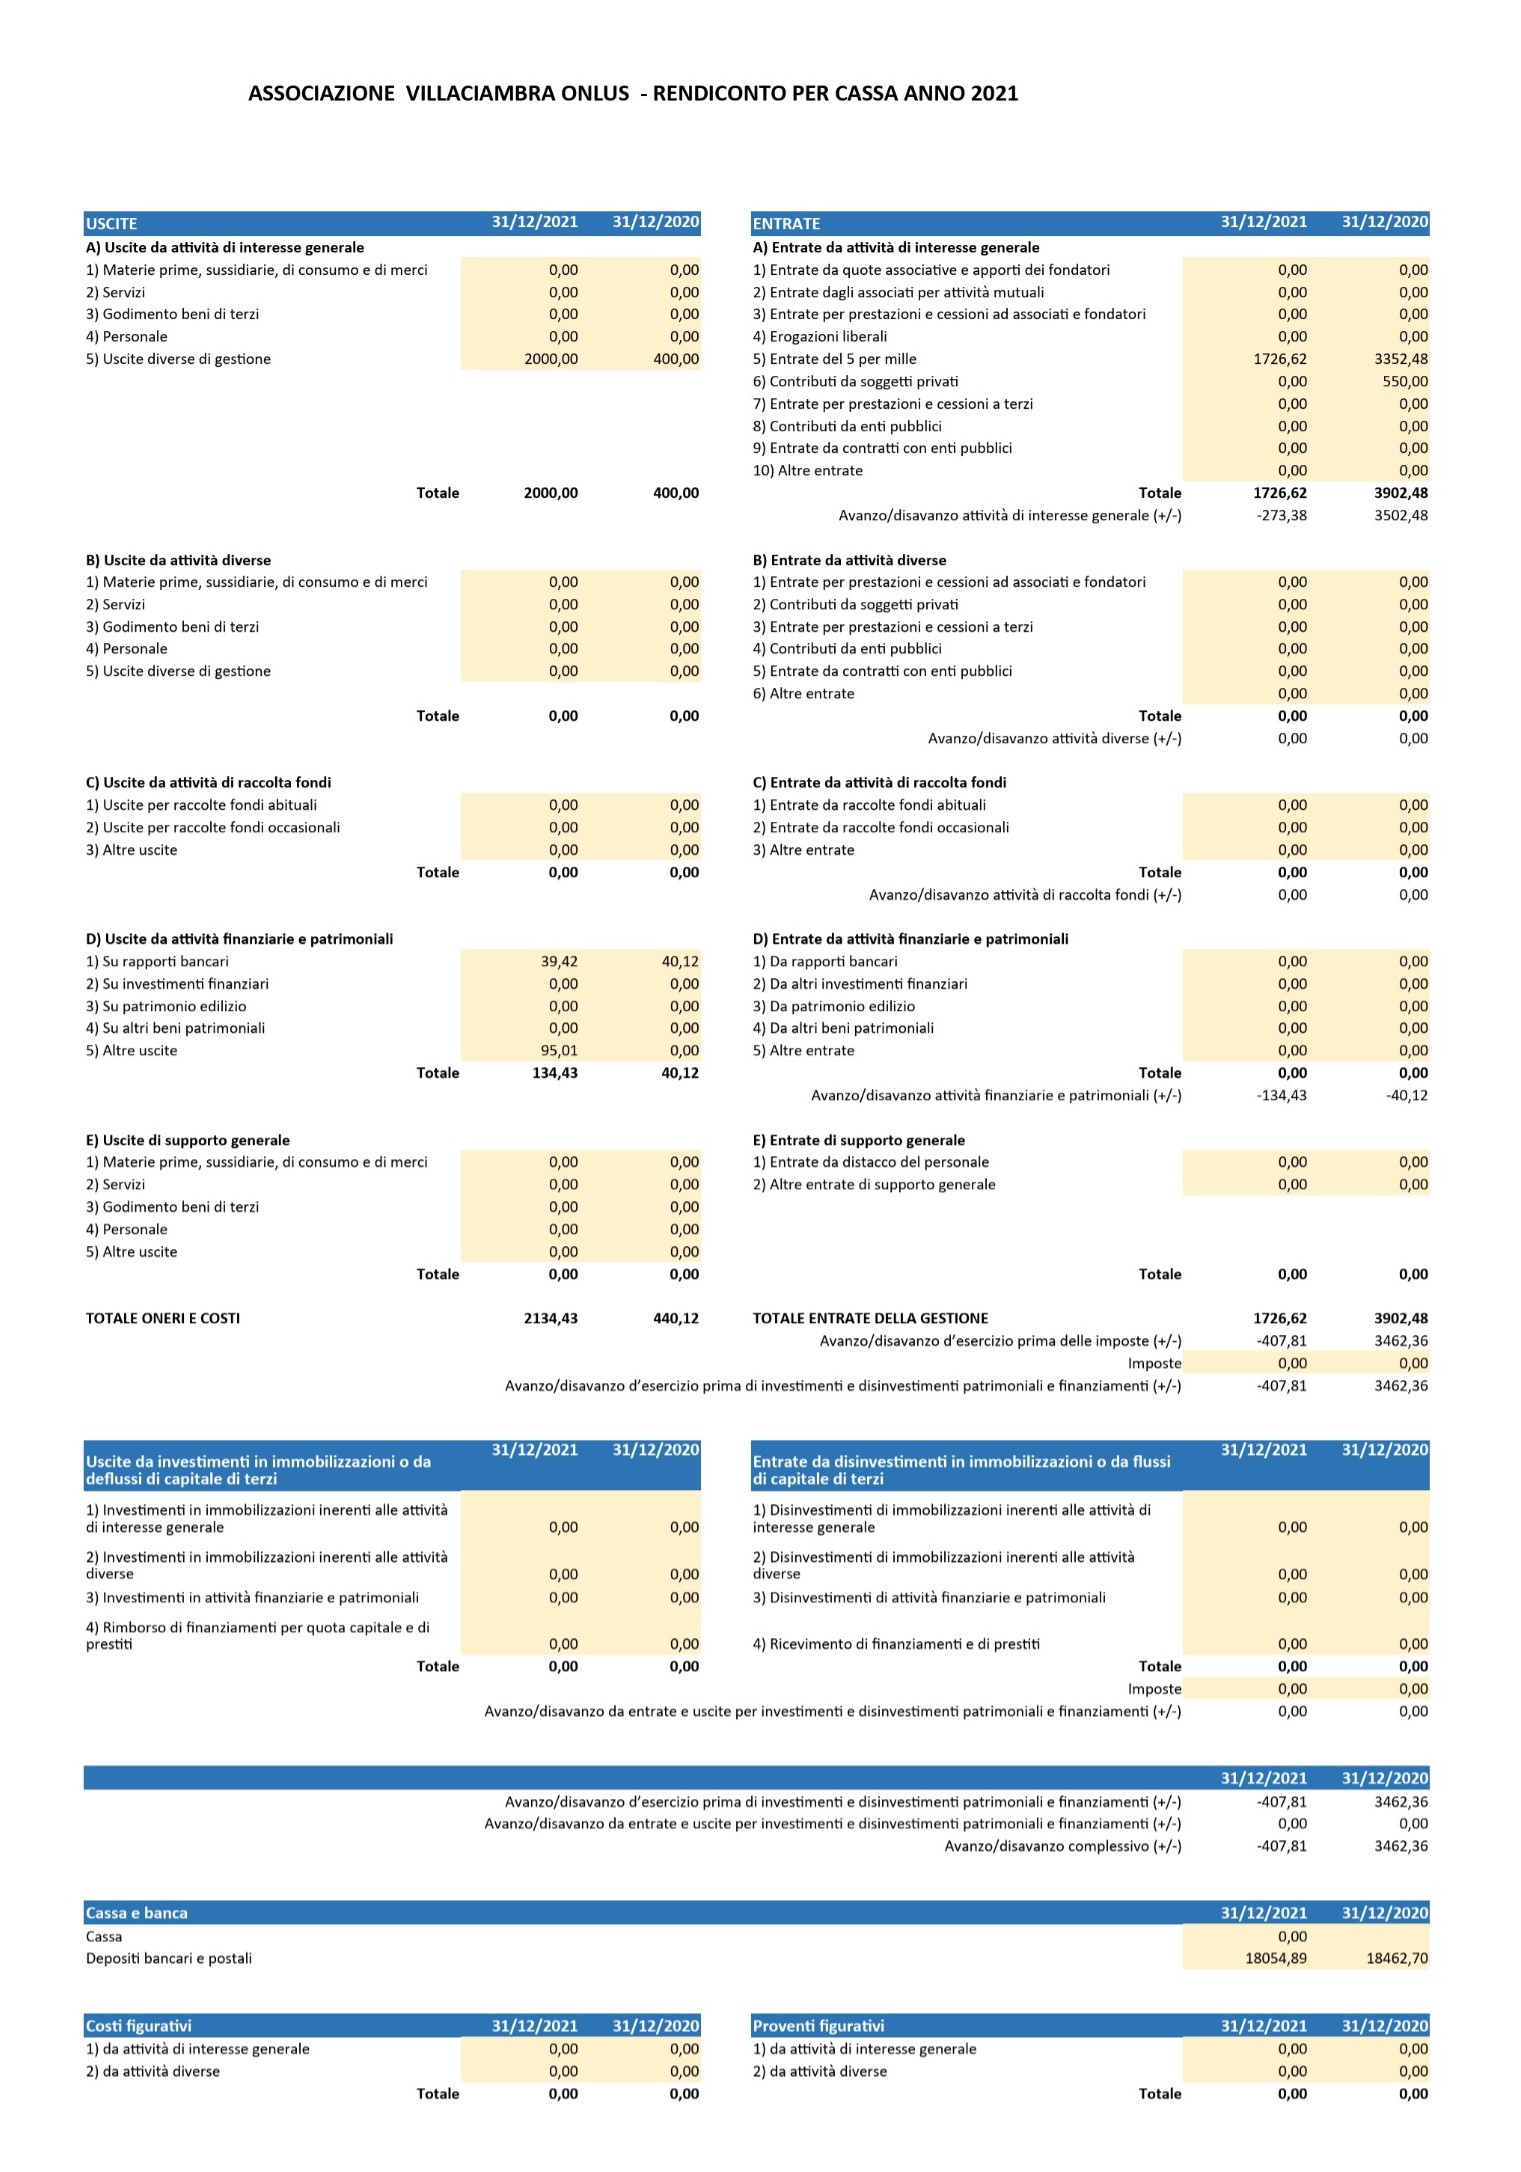 ASSOCIAZIONE VILLACIAMBRA ONLUS - RENDICONTO PER CASSA ANNO 2021
USCITE 31/12/2021 31/12/2020 ENTRATE 31/12/2021 31/12/2020
A) Uscite da attività di interesse generale A) Entrate da attività di interesse generale
1) Materie prime, sussidiarie, di consumo e di merci 0,00 0,00 1) Entrate da quote associative e apporti dei fondatori 0,00 0,00
2) Servizi 0,00 0,00 2) Entrate dagli associati per attività mutuali 0,00 0,00
3) Godimento beni di terzi 0,00 0,00 3) Entrate per prestazioni e cessioni ad associati e fondatori 0,00 0,00
4) Personale 0,00 0,00 4) Erogazioni liberali 0,00 0,00
5) Uscite diverse di gestione 2000,00 400,00 5) Entrate del 5 per mille 1726,62 3352,48
6) Contributi da soggetti privati 0,00 550,00
7) Entrate per prestazioni e cessioni a terzi 0,00 0,00
8) Contributi da enti pubblici 0,00 0,00
9) Entrate da contratti con enti pubblici 0,00 0,00
10) Altre entrate 0,00 0,00
Totale 2000,00 400,00 Totale 1726,62 3902,48
Avanzo/disavanzo attività di interesse generale (+/-) -273,38 3502,48
B) Uscite da attività diverse B) Entrate da attività diverse
1) Materie prime, sussidiarie, di consumo e di merci 0,00 0,00 1) Entrate per prestazioni e cessioni ad associati e fondatori 0,00 0,00
2) Servizi 0,00 0,00 2) Contributi da soggetti privati 0,00 0,00
3) Godimento beni di terzi 0,00 0,00 3) Entrate per prestazioni e cessioni a terzi 0,00 0,00
4) Personale 0,00 0,00 4) Contributi da enti pubblici 0,00 0,00
5) Uscite diverse di gestione 0,00 0,00 5) Entrate da contratti con enti pubblici 0,00 0,00
6) Altre entrate 0,00 0,00
Totale 0,00 0,00 Totale 0,00 0,00
Avanzo/disavanzo attività diverse (+/-) 0,00 0,00
C) Uscite da attività di raccolta fondi C) Entrate da attività di raccolta fondi
1) Uscite per raccolte fondi abituali 0,00 0,00 1) Entrate da raccolte fondi abituali 0,00 0,00
2) Uscite per raccolte fondi occasionali 0,00 0,00 2) Entrate da raccolte fondi occasionali 0,00 0,00
3) Altre uscite 0,00 0,00 3) Altre entrate 0,00 0,00
Totale 0,00 0,00 Totale 0,00 0,00
Avanzo/disavanzo attività di raccolta fondi (+/-) 0,00 0,00
D) Uscite da attività finanziarie e patrimoniali D) Entrate da attività finanziarie e patrimoniali
1) Su rapporti bancari 39,42 40,12 1) Da rapporti bancari 0,00 0,00
2) Su investimenti finanziari 0,00 0,00 2) Da altri investimenti finanziari 0,00 0,00
3) Su patrimonio edilizio 0,00 0,00 3) Da patrimonio edilizio 0,00 0,00
4) Su altri beni patrimoniali 0,00 0,00 4) Da altri beni patrimoniali 0,00 0,00
5) Altre uscite 95,01 0,00 5) Altre entrate 0,00 0,00
Totale 134,43 40,12 Totale 0,00 0,00
Avanzo/disavanzo attività finanziarie e patrimoniali (+/-) -134,43 -40,12
E) Uscite di supporto generale E) Entrate di supporto generale
1) Materie prime, sussidiarie, di consumo e di merci 0,00 0,00 1) Entrate da distacco del personale 0,00 0,00
2) Servizi 0,00 0,00 2) Altre entrate di supporto generale 0,00 0,00
3) Godimento beni di terzi 0,00 0,00
4) Personale 0,00 0,00
5) Altre uscite 0,00 0,00
Totale 0,00 0,00 Totale 0,00 0,00
TOTALE ONERI E COSTI 2134,43 440,12 TOTALE ENTRATE DELLA GESTIONE 1726,62 3902,48
Avanzo/disavanzo d’esercizio prima delle imposte (+/-) -407,81 3462,36
Imposte 0,00 0,00
Avanzo/disavanzo d’esercizio prima di investimenti e disinvestimenti patrimoniali e finanziamenti (+/-) -407,81 3462,36
31/12/2021 31/12/2020 31/12/2021 31/12/2020
Uscite da investimenti in immobilizzazioni o da Entrate da disinvestimenti in immobilizzazioni o da flussi
deflussi di capitale di terzi di capitale di terzi
1) Investimenti in immobilizzazioni inerenti alle attività 1) Disinvestimenti di immobilizzazioni inerenti alle attività di
di interesse generale 0,00 0,00 interesse generale 0,00 0,00
2) Investimenti in immobilizzazioni inerenti alle attività 2) Disinvestimenti di immobilizzazioni inerenti alle attività
diverse 0,00 0,00 diverse 0,00 0,00
3) Investimenti in attività finanziarie e patrimoniali 0,00 0,00 3) Disinvestimenti di attività finanziarie e patrimoniali 0,00 0,00
4) Rimborso di finanziamenti per quota capitale e di
prestiti 0,00 0,00 4) Ricevimento di finanziamenti e di prestiti 0,00 0,00
Totale 0,00 0,00 Totale 0,00 0,00
Imposte 0,00 0,00
Avanzo/disavanzo da entrate e uscite per investimenti e disinvestimenti patrimoniali e finanziamenti (+/-) 0,00 0,00
31/12/2021 31/12/2020
Avanzo/disavanzo d’esercizio prima di investimenti e disinvestimenti patrimoniali e finanziamenti (+/-) -407,81 3462,36
Avanzo/disavanzo da entrate e uscite per investimenti e disinvestimenti patrimoniali e finanziamenti (+/-) 0,00 0,00
Avanzo/disavanzo complessivo (+/-) -407,81 3462,36
Cassa e banca 31/12/2021 31/12/2020
Cassa 0,00
Depositi bancari e postali 18054,89 18462,70
Costi figurativi 31/12/2021 31/12/2020 Proventi figurativi 31/12/2021 31/12/2020
1) da attività di interesse generale 0,00 0,00 1) da attività di interesse generale 0,00 0,00
2) da attività diverse 0,00 0,00 2) da attività diverse 0,00 0,00
Totale 0,00 0,00 Totale 0,00 0,00